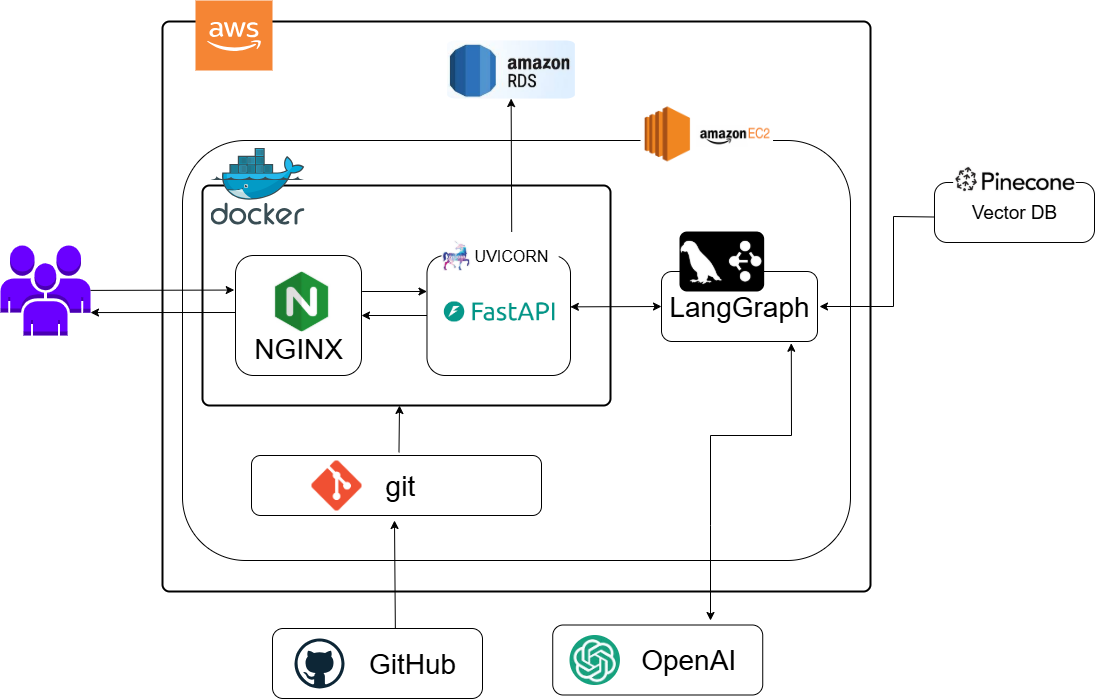 aws
amazon
RDS
amazon EC2
docker
Pinecone
Vector DB
UVICORN
FastAPI
LangGraph
N
NGINX
git
GitHub
OpenAI